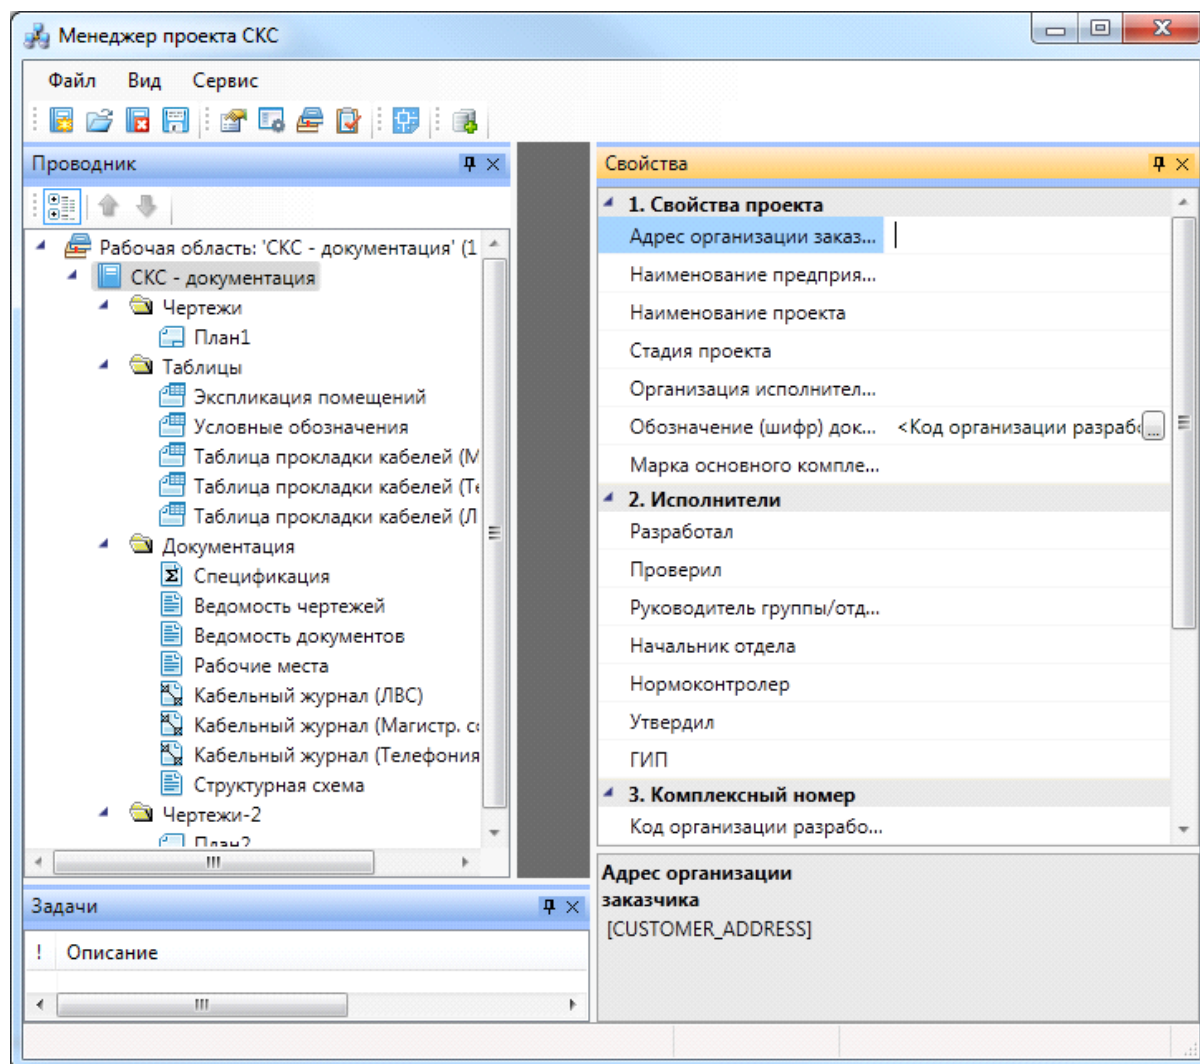 Менеджер проекта СКС
Файл Вид Сервис
Проводник
Рабочая область: 'СКС - документация' (1
СКС - документация
Чертежи
План1
Таблицы
Экспликация помещений
Условные обозначения
Таблица прокладки кабелей (М
Таблица прокладки кабелей (Те
Таблица прокладки кабелей (Л
Документация
Спецификация
Ведомость чертежей
Ведомость документов
Рабочие места
Кабельный журнал (ЛВС)
Кабельный журнал (Магистр. со
Кабельный журнал (Телефония
Структурная схема
Чертежи-2
План2
Задачи
! Описание
Свойства
1. Свойства проекта
Адрес организации заказ...
Наименование предприя...
Наименование проекта
Стадия проекта
Организация исполнител...
Обозначение (шифр) док... <Код организации разрабо ...
Марка основного компле...
2. Исполнители
Разработал
Проверил
Руководитель группы/отд...
Начальник отдела
Нормоконтролер
Утвердил
ГИП
3. Комплексный номер
Код организации разрабо...
Адрес организации
заказчика
[CUSTOMER_ADDRESS]